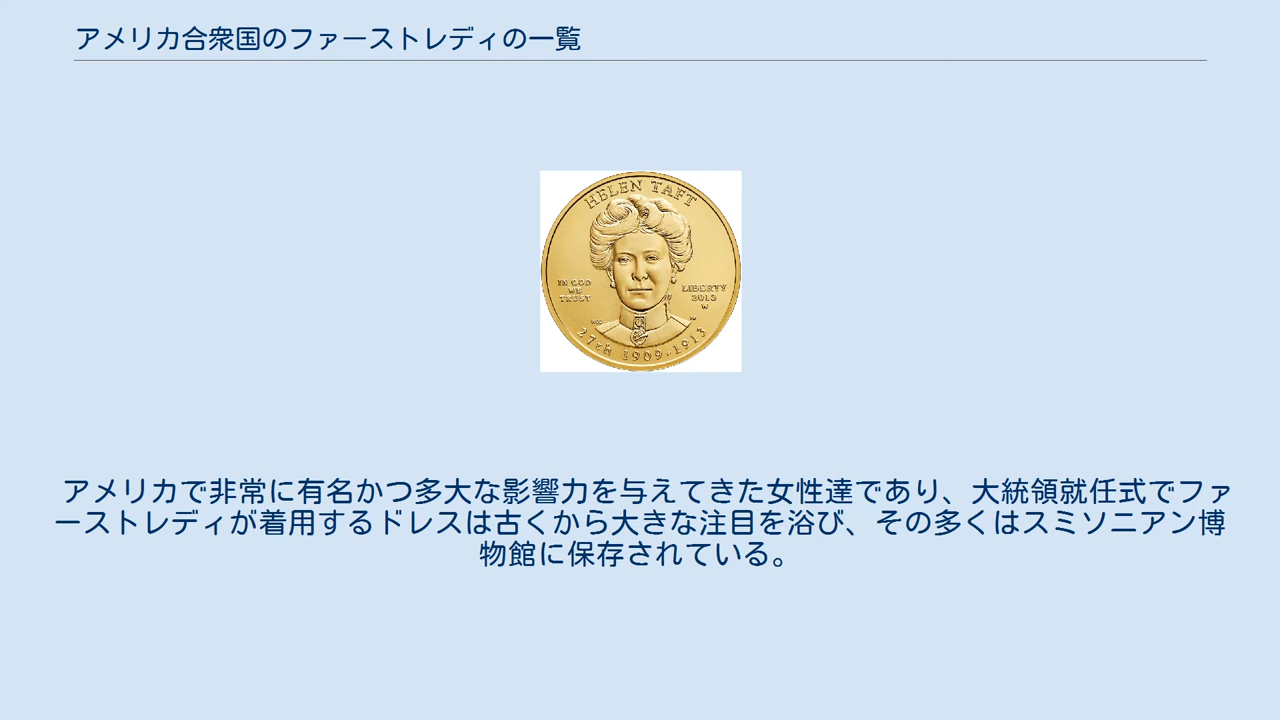 アメリカ合衆国のファーストレディの一覧
HELEN TAFT
IN GOD
WE
TRUST
LIBERTY
2013
W
27th 1909-1913
アメリカで非常に有名かつ多大な影響力を与えてきた女性達であり、大統領就任式でファ
ーストレディが着用するドレスは古くから大きな注目を浴び、その多くはスミソニアン博
物館に保存されている。